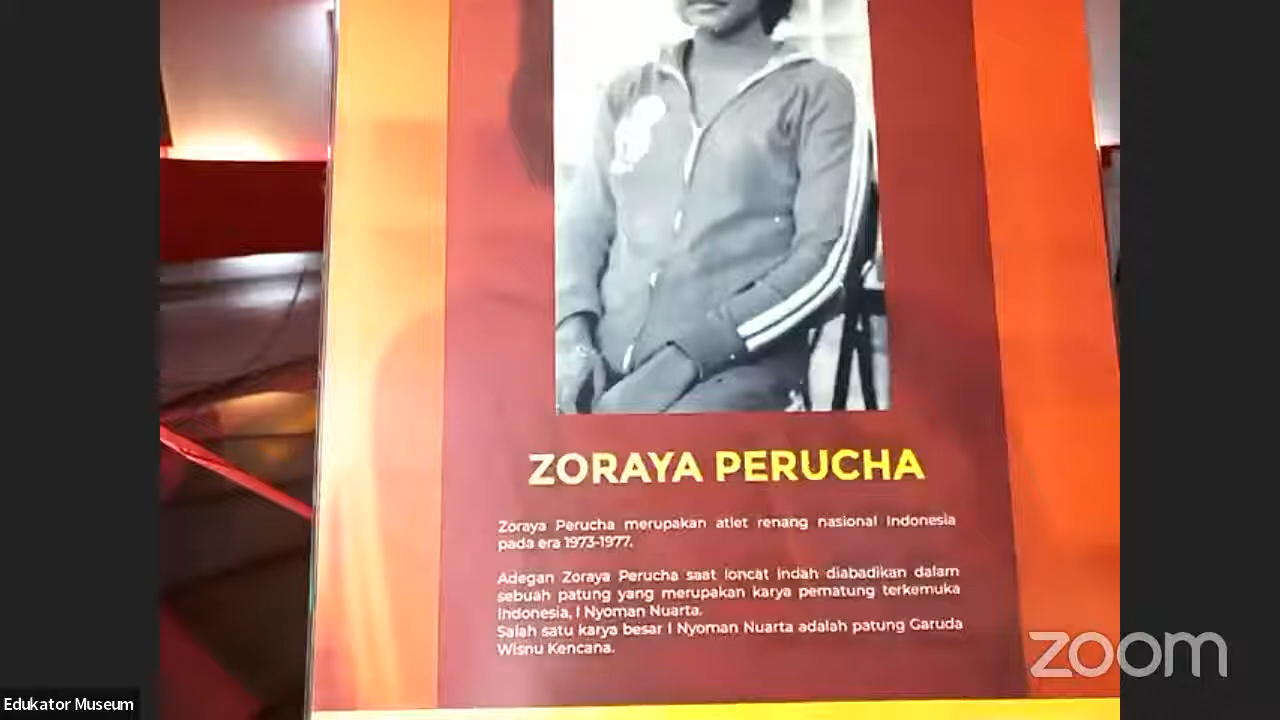 ZORAYA PERUCHA
Zoraya Perucha merupakan atlet renang nasional Indonesia
pada era 1973-1977.
Adegan Zoraya Perucha saat loncat indah diabadikan dalam
sebuah patung yang merupakan karya pematung terkemuka
Indonesia, I Nyoman Nuarta.
Salah satu karya besar I Nyoman Nuarta adalah patung Garuda
Wisnu Kencana.
zoom
Edukator Museum